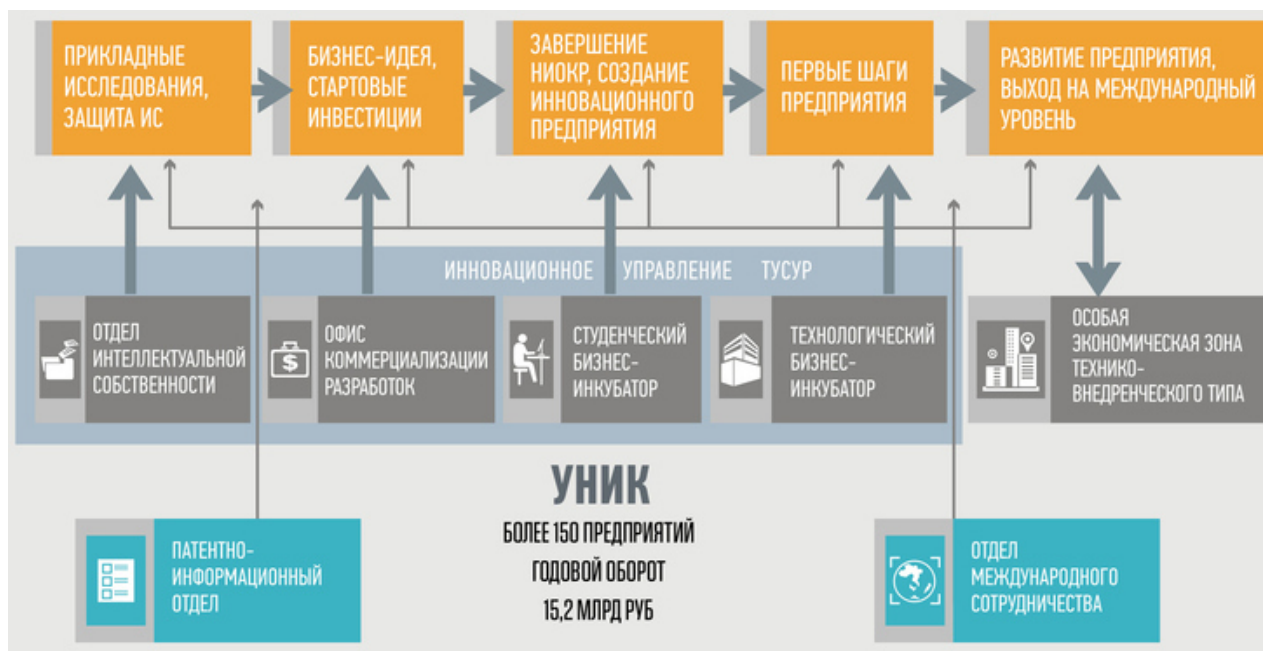 ПРИКЛАДНЫЕ
ИССЛЕДОВАНИЯ,
ЗАЩИТА ИС
БИЗНЕС-ИДЕЯ,
СТАРТОВЫЕ
ИНВЕСТИЦИИ
ЗАВЕРШЕНИЕ
НИОКР, СОЗДАНИЕ
ИННОВАЦИОННОГО
ПРЕДПРИЯТИЯ
ПЕРВЫЕ ШАГИ
ПРЕДПРИЯТИЯ
РАЗВИТИЕ ПРЕДПРИЯТИЯ,
ВЫХОД НА МЕЖДУНАРОДНЫЙ
УРОВЕНЬ
ИННОВАЦИОННОЕ УПРАВЛЕНИЕ ТУСУР
ОТДЕЛ
ИНТЕЛЛЕКТУАЛЬНОЙ
СОБСТВЕННОСТИ
$
ОФИС
КОММЕРЦИАЛИЗАЦИИ
РАЗРАБОТОК
СТУДЕНЧЕСКИЙ
БИЗНЕС-
ИНКУБАТОР
ТЕХНОЛОГИЧЕСКИЙ
БИЗНЕС-
ИНКУБАТОР
ОСОБАЯ
ЭКОНОМИЧЕСКАЯ ЗОНА
ТЕХНИКО-
ВНЕДРЕНЧЕСКОГО ТИПА
УНИК
БОЛЕЕ 150 ПРЕДПРИЯТИЙ
ГОДОВОЙ ОБОРОТ
15,2 МЛРД РУБ
ПАТЕНТНО-
ИНФОРМАЦИОННЫЙ
ОТДЕЛ
ОТДЕЛ
МЕЖДУНАРОДНОГО
СОТРУДНИЧЕСТВА